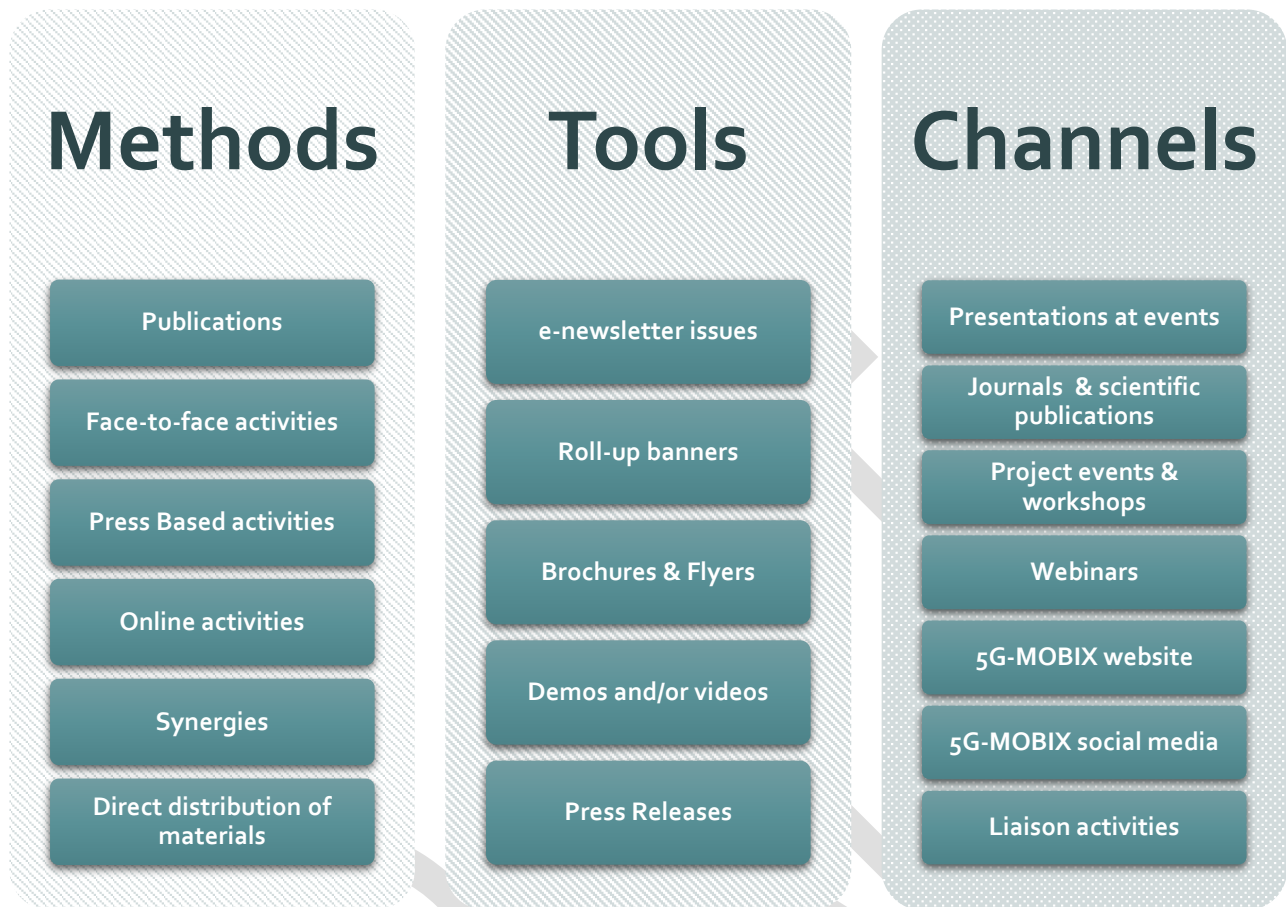 Methods
Publications
Face-to-face activities
Press Based activities
Online activities
Synergies
Direct distribution of
materials
Tools
e-newsletter issues
Roll-up banners
Brochures & Flyers
Demos and/or videos
Press Releases
Channels
Presentations at events
Journals  & scientific
publications
Project events &
workshops
Webinars
5G-MOBIX website
5G-MOBIX social media
Liaison activities